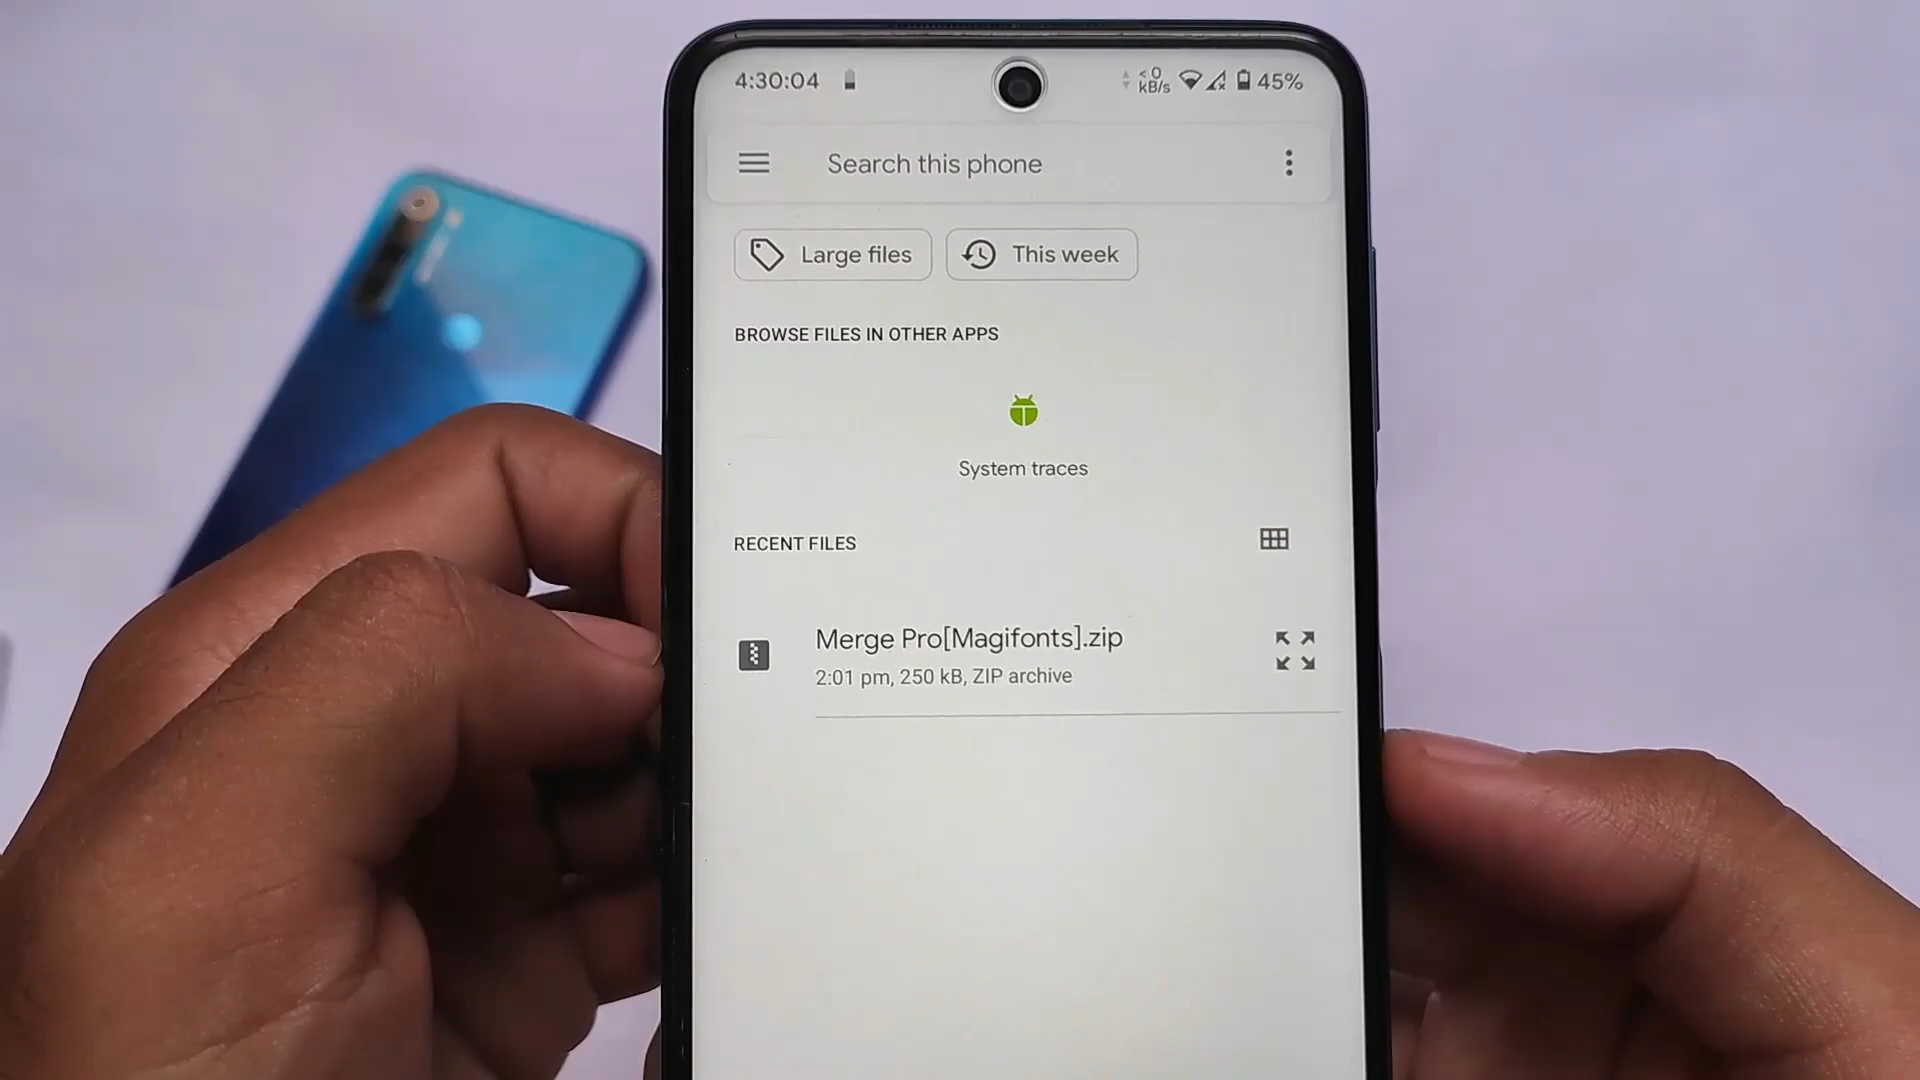 4:30:04
< 0 kB/s 45%
Search this phone
Large files
This week
BROWSE FILES IN OTHER APPS
System traces
RECENT FILES
Merge Pro[Magifonts].zip
2:01 pm, 250 kB, ZIP archive